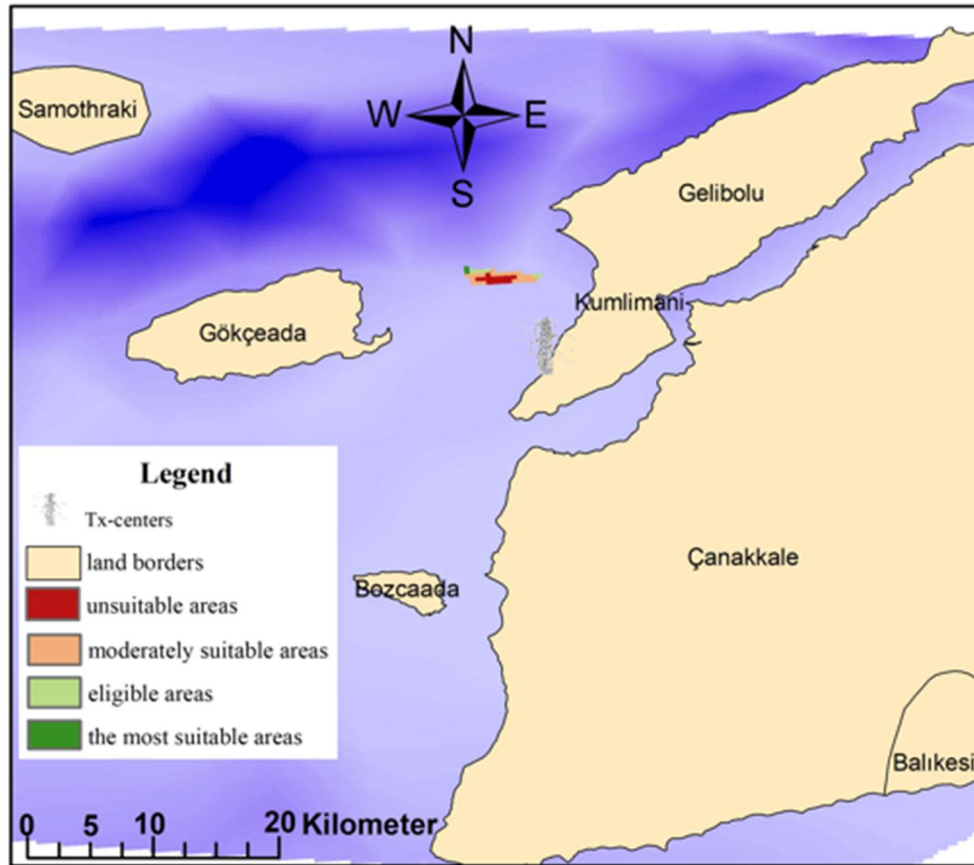 N
Samothraki
W E
S
Gelibolu
Kumlimani
Gökçeada
Legend
Tx-centers
land borders
unsuitable areas
moderately suitable areas
eligible areas
the most suitable areas
Çanakkale
Bozcaada
Balıkesi
0 5 10 20 Kilometer